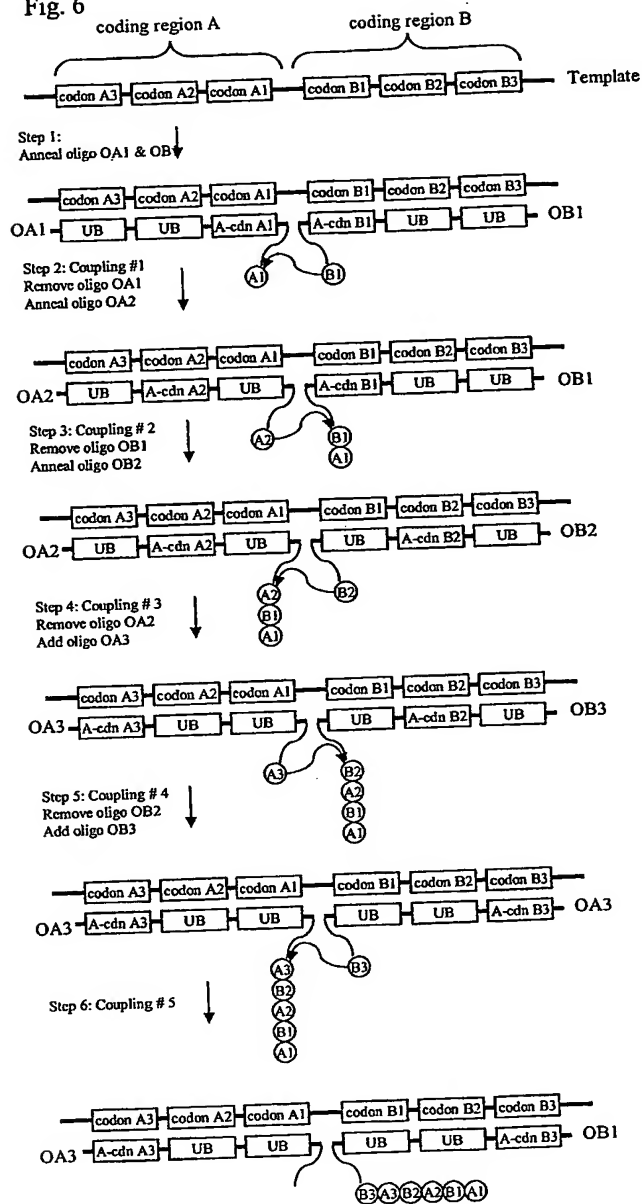 Fig. 6
coding region A
coding region B
codon A3 codon A2 codon A1 codon B1 codon B2 codon B3 Template
Step 1:
Anneal oligo OA1 & OB
codon A3 codon A2 codon A1 codon B1 codon B2 codon B3
OA1 UB UB A-cdn A1 A-cdn B1 UB UB OB1
A1 B1
Step 2: Coupling #1
Remove oligo OA1
Anneal oligo OA2
codon A3 codon A2 codon A1 codon B1 codon B2 codon B3
OA2 UB A-cdn A2 UB A-cdn B1 UB UB OB1
A2 B1
A1
Step 3: Coupling # 2
Remove oligo OB1
Anneal oligo OB2
codon A3 codon A2 codon A1 codon B1 codon B2 codon B3
OA2 UB A-cdn A2 UB UB A-cdn B2 UB OB2
A2 B2
B1
A1
Step 4: Coupling # 3
Remove oligo OA2
Add oligo OA3
codon A3 codon A2 codon A1 codon B1 codon B2 codon B3
OA3 A-cdn A3 UB UB UB A-cdn B2 UB OB3
A3 B2
A2
B1
A1
Step 5: Coupling # 4
Remove oligo OB2
Add oligo OB3
codon A3 codon A2 codon A1 codon B1 codon B2 codon B3
OA3 A-cdn A3 UB UB UB UB A-cdn B3 OA3
A3 B3
B2
A2
B1
A1
Step 6: Coupling # 5
codon A3 codon A2 codon A1 codon B1 codon B2 codon B3
OA3 A-cdn A3 UB UB UB UB A-cdn B3 OB1
B3 A3 B2 A2 B1 A1